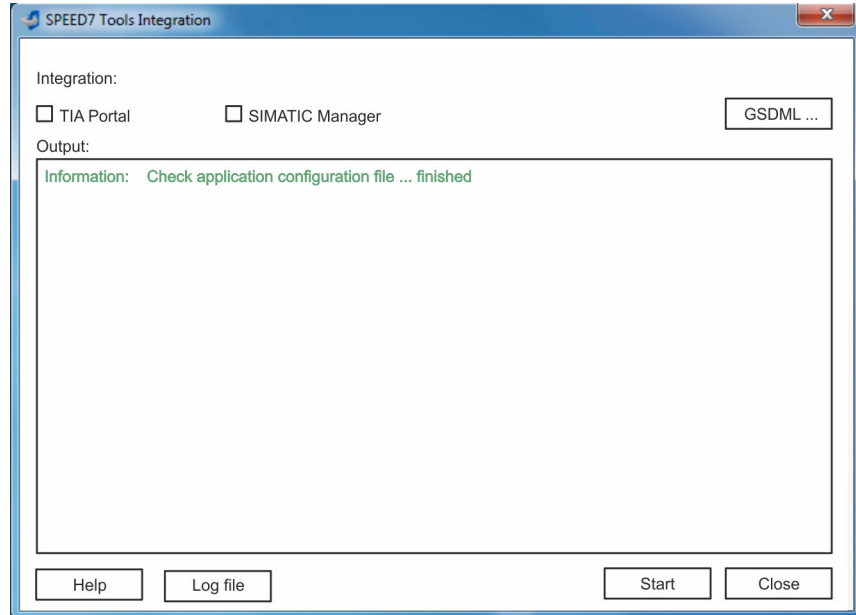 SPEED7 Tools Integration
Integration:
TIA Portal SIMATIC Manager GSDML ...
Output:
Information: Check application configuration file ... finished
Help Log file Start Close